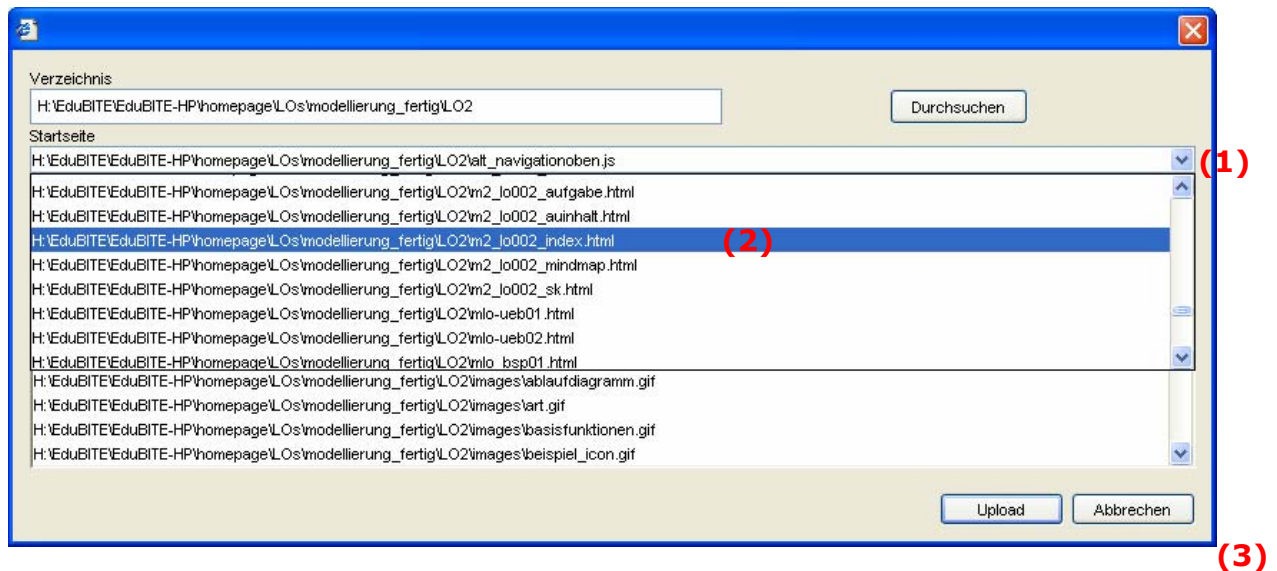 Verzeichnis
H:\EduBITE\EduBITE-HP\homepage\LOs\modellierung_fertig\LO2
Durchsuchen
Startseite
H:\EduBITE\EduBITE-HP\homepage\LOs\modellierung_fertig\LO2\alt_navigationoben.js
(1)
H:\EduBITE\EduBITE-HP\homepage\LOs\modellierung_fertig\LO2\m2_lo002_aufgabe.html
H:\EduBITE\EduBITE-HP\homepage\LOs\modellierung_fertig\LO2\m2_lo002_auinhalt.html
H:\EduBITE\EduBITE-HP\homepage\LOs\modellierung_fertig\LO2\m2_lo002_index.html
(2)
H:\EduBITE\EduBITE-HP\homepage\LOs\modellierung_fertig\LO2\m2_lo002_mindmap.html
H:\EduBITE\EduBITE-HP\homepage\LOs\modellierung_fertig\LO2\m2_lo002_sk.html
H:\EduBITE\EduBITE-HP\homepage\LOs\modellierung_fertig\LO2\mlo-ueb01.html
H:\EduBITE\EduBITE-HP\homepage\LOs\modellierung_fertig\LO2\mlo-ueb02.html
H:\EduBITE\EduBITE-HP\homepage\LOs\modellierung_fertig\LO2\mlo_bsp01.html
H:\EduBITE\EduBITE-HP\homepage\LOs\modellierung_fertig\LO2\images\ablaufdiagramm.gif
H:\EduBITE\EduBITE-HP\homepage\LOs\modellierung_fertig\LO2\images\art.gif
H:\EduBITE\EduBITE-HP\homepage\LOs\modellierung_fertig\LO2\images\basisfunktionen.gif
H:\EduBITE\EduBITE-HP\homepage\LOs\modellierung_fertig\LO2\images\beispiel_icon.gif
Upload
Abbrechen
(3)